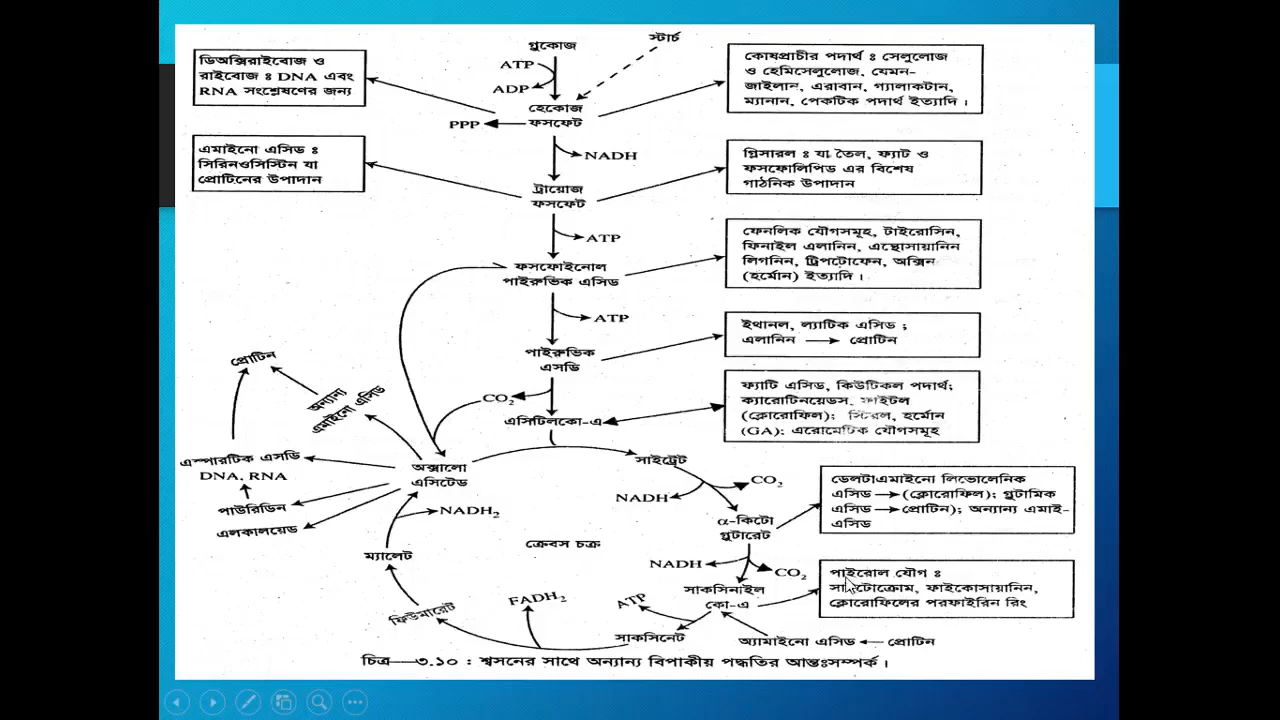 গ্লুকোজ
স্টার্চ
ATP
ADP
ডিঅক্সিরাইবোজ ও
রাইবোজ ঃ DNA এবং
RNA সংশ্লেষণের জন্য
কোষপ্রাচীর পদার্থ ঃ সেলুলোজ
ও হেমিসেলুলোজ, যেমন-
জাইলান, এরাবান, গ্যালাকটান,
ম্যানান, পেকটিক পদার্থ ইত্যাদি।
হেকোজ
ফসফেট
PPP
NADH
এমাইনো এসিড ঃ
সিরিনওসিস্টিন যা
প্রোটিনের উপাদান
গ্লিসারল ঃ যা তৈল, ফ্যাট ও
ফসফোলিপিড এর বিশেষ
গাঠনিক উপাদান
ট্রায়োজ
ফসফেট
ATP
ফেনলিক যৌগসমূহ, টাইরোসিন,
ফিনাইল এলানিন, এন্থোসায়ানিন
লিগনিন, ট্রিপটোফেন, অক্সিন
(হর্মোন) ইত্যাদি।
ফসফোইনোল
পাইরুভিক এসিড
ATP
ইথানল, ল্যাটিক এসিড ;
এলানিন → প্রোটিন
পাইরুভিক
এসডি
CO2
ফ্যাটি এসিড, কিউটিকল পদার্থ;
ক্যারোটিনয়েডস, ফাইটল
(ক্লোরোফিল); স্টিরল, হর্মোন
(GA); এরোমেটিক যৌগসমূহ
এসিটিলকো-এ
প্রোটিন
অন্যান্য
এমাইনো এসিড
এস্পারটিক এসডি
DNA, RNA
পাউরিডিন
এলকালয়েড
অক্সালো
এসিটেড
সাইট্রেট
NADH
CO2
ডেলটাএমাইনো লিভোলেনিক
এসিড → (ক্লোরোফিল); গ্লুটামিক
এসিড → প্রোটিন); অন্যান্য এমাই-
এসিড
α-কিটো
গ্লুটারেট
NADH2
ম্যালেট
ক্রেবস চক্র
NADH
CO2
পাইরোল যৌগ ঃ
ফাইকোসায়ানিন,
ক্লোরোফিলের পরফাইরিন রিং
সাকসিনাইল
কো-এ
ATP
FADH2
ফিউমারেট
সাকসিনেট
অ্যামাইনো এসিড ← প্রোটিন
চিত্র—৩.১০ : শ্বসনের সাথে অন্যান্য বিপাকীয় পদ্ধতির আন্তঃসম্পর্ক।